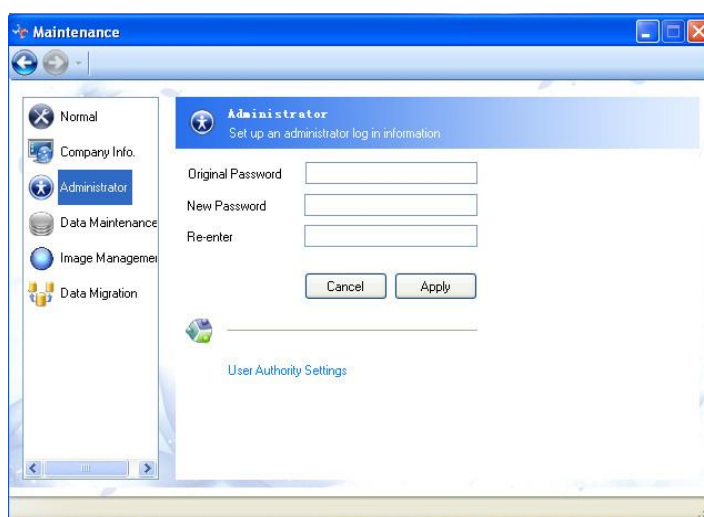 Maintenance
Normal
Company Info.
Administrator
Data Maintenance
Image Managemen
Data Migration
Administrator
Set up an administrator log in information
Original Password
New Password
Re-enter
Cancel
Apply
User Authority Settings